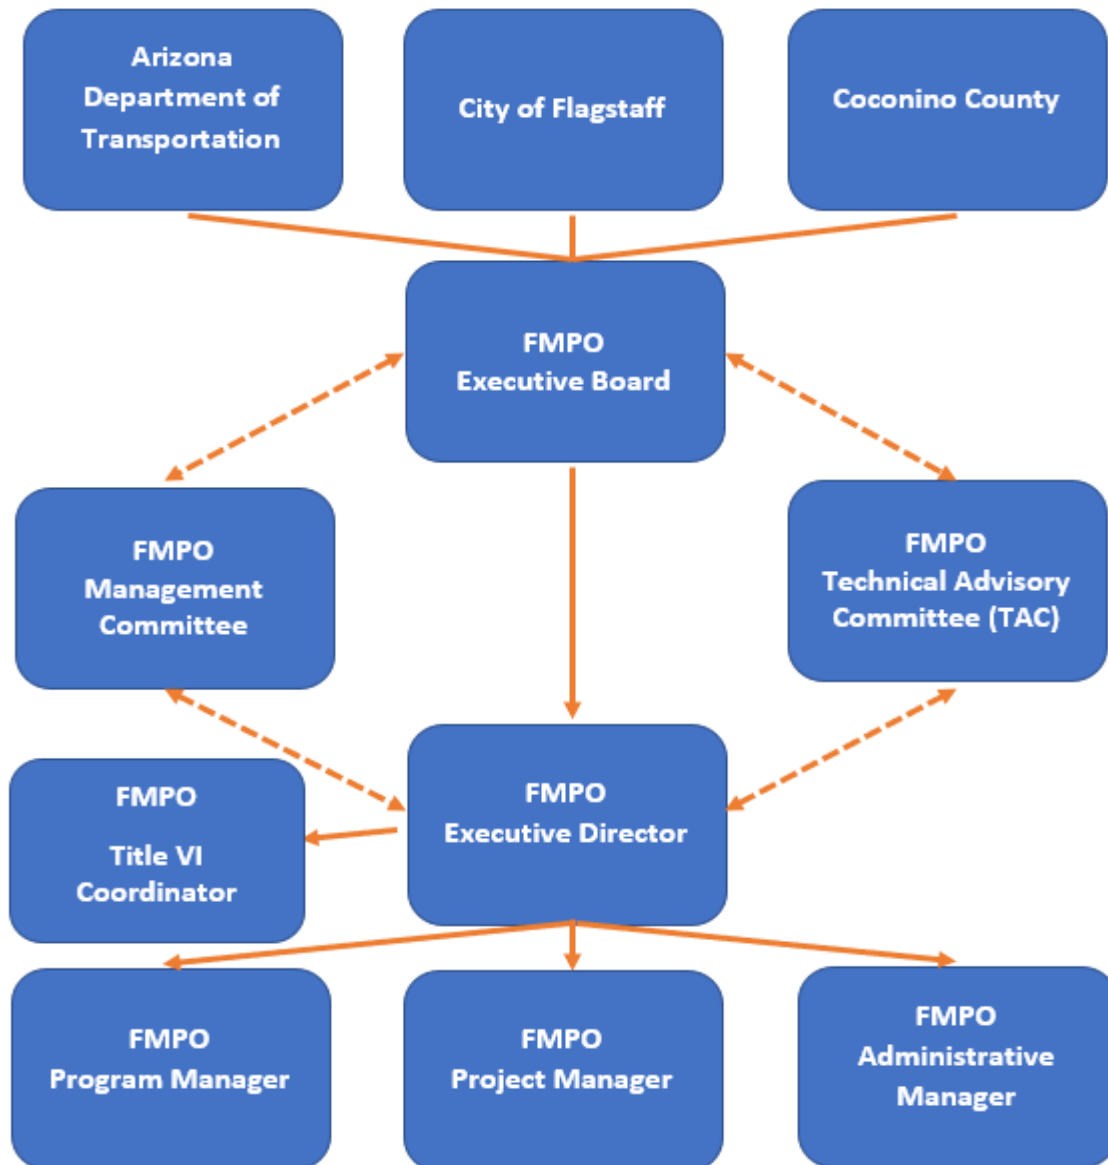 Arizona
Department of
Transportation
City of Flagstaff
Coconino County
FMPO
Executive Board
FMPO
Management
Committee
FMPO
Technical Advisory
Committee (TAC)
FMPO
Title VI
Coordinator
FMPO
Executive Director
FMPO
Program Manager
FMPO
Project Manager
FMPO
Administrative
Manager